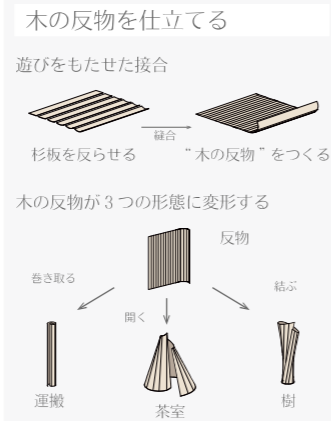 木の反物を仕立てる
遊びをもたせた接合
縫合
杉板を反らせる
"木の反物"をつくる
木の反物が3つの形態に変形する
反物
巻き取る
開く
結ぶ
運搬
茶室
樹